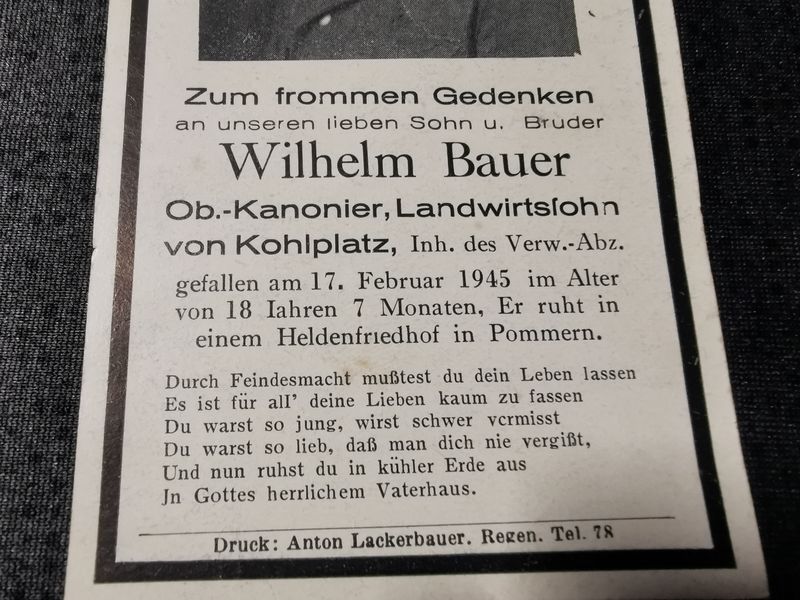 Zum frommen Gedenken
an unseren lieben Sohn u. Bruder
Wilhelm Bauer
Ob.-Kanonier, Landwirtsſohn
von Kohlplatz, Inh. des Verw.-Abz.
gefallen am 17. Februar 1945 im Alter
von 18 Iahren 7 Monaten, Er ruht in
einem Heldenfriedhof in Pommern.
Durch Feindesmacht mußtest du dein Leben lassen
Es ist für all' deine Lieben kaum zu fassen
Du warst so jung, wirst schwer vermisst
Du warst so lieb, daß man dich nie vergißt,
Und nun ruhst du in kühler Erde aus
Jn Gottes herrlichem Vaterhaus.
Druck: Anton Lackerbauer. Regen. Tel. 78